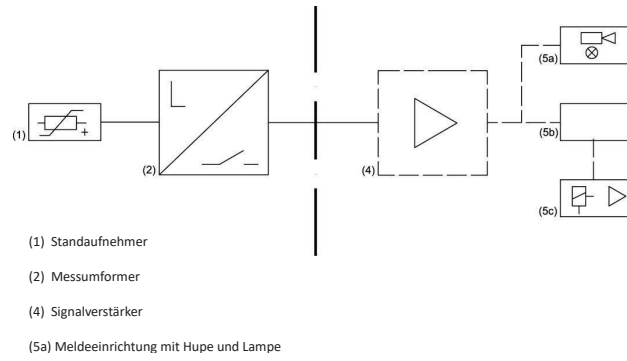 (5a)
(1)
+
(2)
L
(4)
(5b)
(5c)
(1) Standaufnehmer
(2) Messumformer
(4) Signalverstärker
(5a) Meldeeinrichtung mit Hupe und Lampe